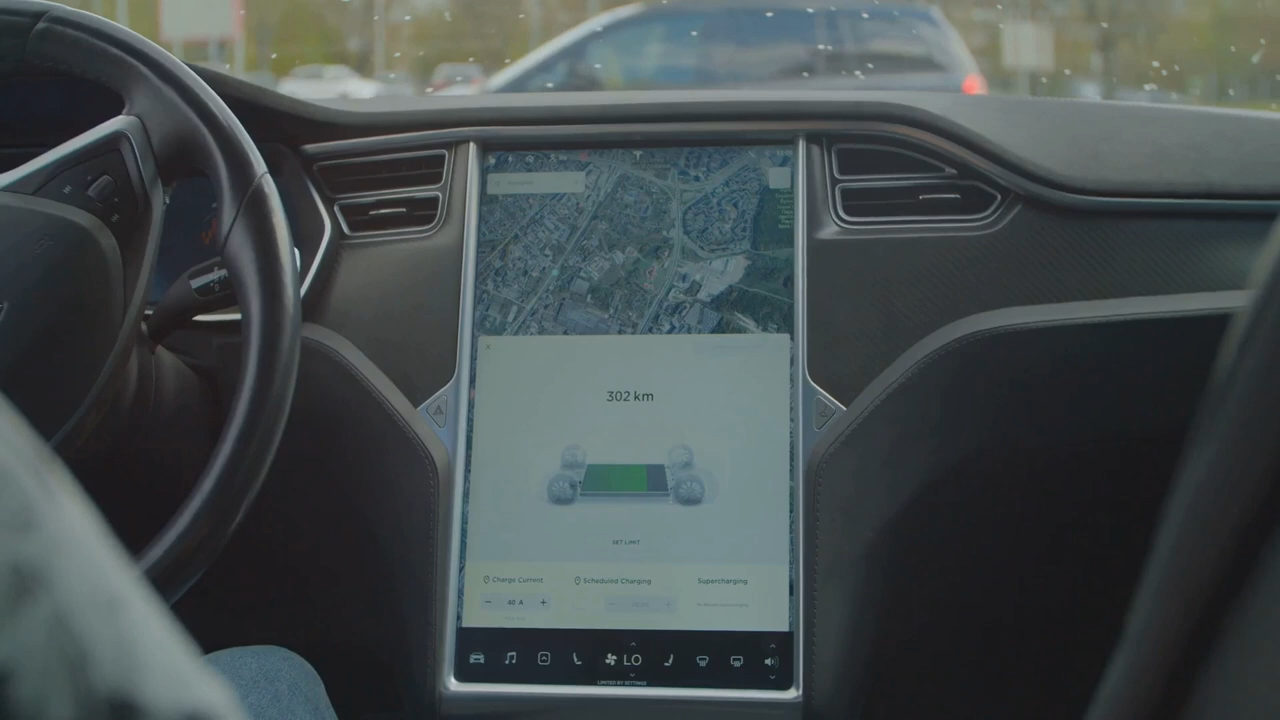 302 km
SET LIMIT
Charge Current
Scheduled Charging
Supercharging
− 40 A +
LO
LIMITED BY SETTINGS